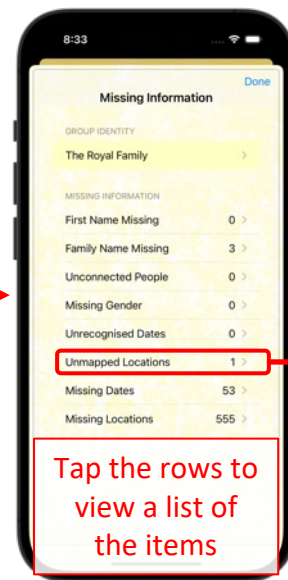 8:33
Done
Missing Information
GROUP IDENTITY
The Royal Family
MISSING INFORMATION
First Name Missing 0
Family Name Missing 3
Unconnected People 0
Missing Gender 0
Unrecognised Dates 0
Unmapped Locations 1
Missing Dates 53
Missing Locations 555
Tap the rows to
view a list of
the items